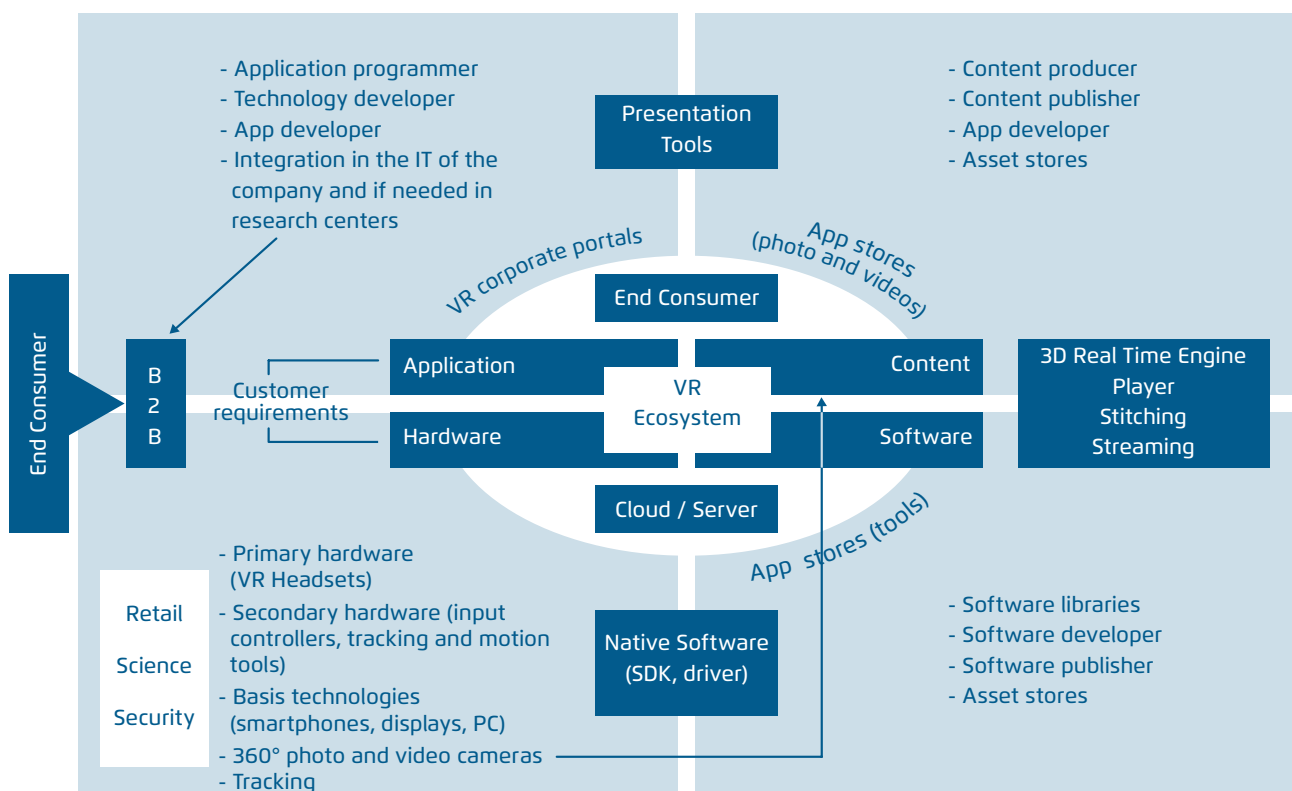 - Application programmer
- Technology developer
- App developer
- Integration in the IT of the
company and if needed in
research centers
Presentation
Tools
- Content producer
- Content publisher
- App developer
- Asset stores
VR corporate portals
App stores
(photo and videos)
End Consumer
End Consumer
B
2
B
Customer
requirements
Application
Hardware
VR
Ecosystem
Content
Software
3D Real Time Engine
Player
Stitching
Streaming
Cloud / Server
App stores (tools)
Retail
Science
Security
- Primary hardware
(VR Headsets)
- Secondary hardware (input
controllers, tracking and motion
tools)
- Basis technologies
(smartphones, displays, PC)
- 360° photo and video cameras
- Tracking
Native Software
(SDK, driver)
- Software libraries
- Software developer
- Software publisher
- Asset stores